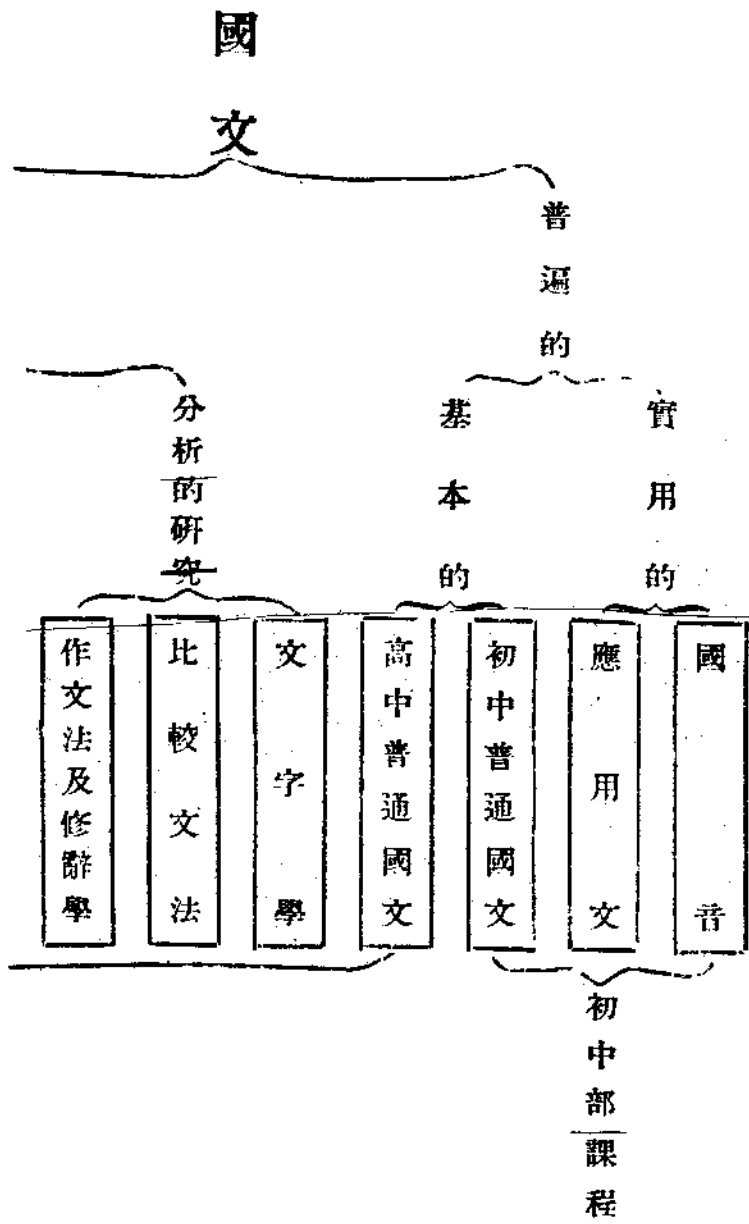 國文
普遍的
實用的
基本的
分析的研究
國音
應用文
初中普通國文
高中普通國文
文字學
比較文法
作文法及修辭學
初中部課程